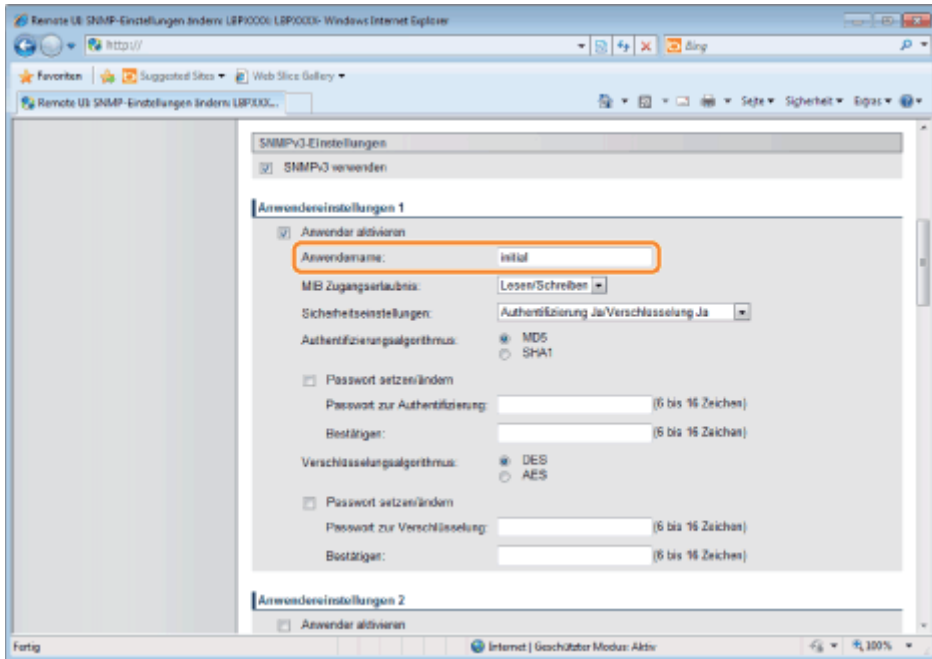 Remote UI: SNMP-Einstellungen ändern: LBPXXXX: LBPXXXX- Windows Internet Explorer
http://
Bing
Favoriten Suggested Sites Web Slice Gallery
Remote UI: SNMP-Einstellungen ändern: LBPXXX... Seite Sicherheit Extras
SNMPv3-Einstellungen
SNMPv3 verwenden
Anwendereinstellungen 1
Anwender aktivieren
Anwendername: initial
MIB Zugangserlaubnis: Lesen/Schreiben
Sicherheitseinstellungen: Authentifizierung Ja/Verschlüsselung Ja
Authentifizierungsalgorithmus: MD5
SHA1
Passwort setzen/ändern
Passwort zur Authentifizierung: (6 bis 16 Zeichen)
Bestätigen: (6 bis 16 Zeichen)
Verschlüsselungsalgorithmus: DES
AES
Passwort setzen/ändern
Passwort zur Verschlüsselung: (6 bis 16 Zeichen)
Bestätigen: (6 bis 16 Zeichen)
Anwendereinstellungen 2
Anwender aktivieren
Fertig Internet | Geschützter Modus: Aktiv 100%